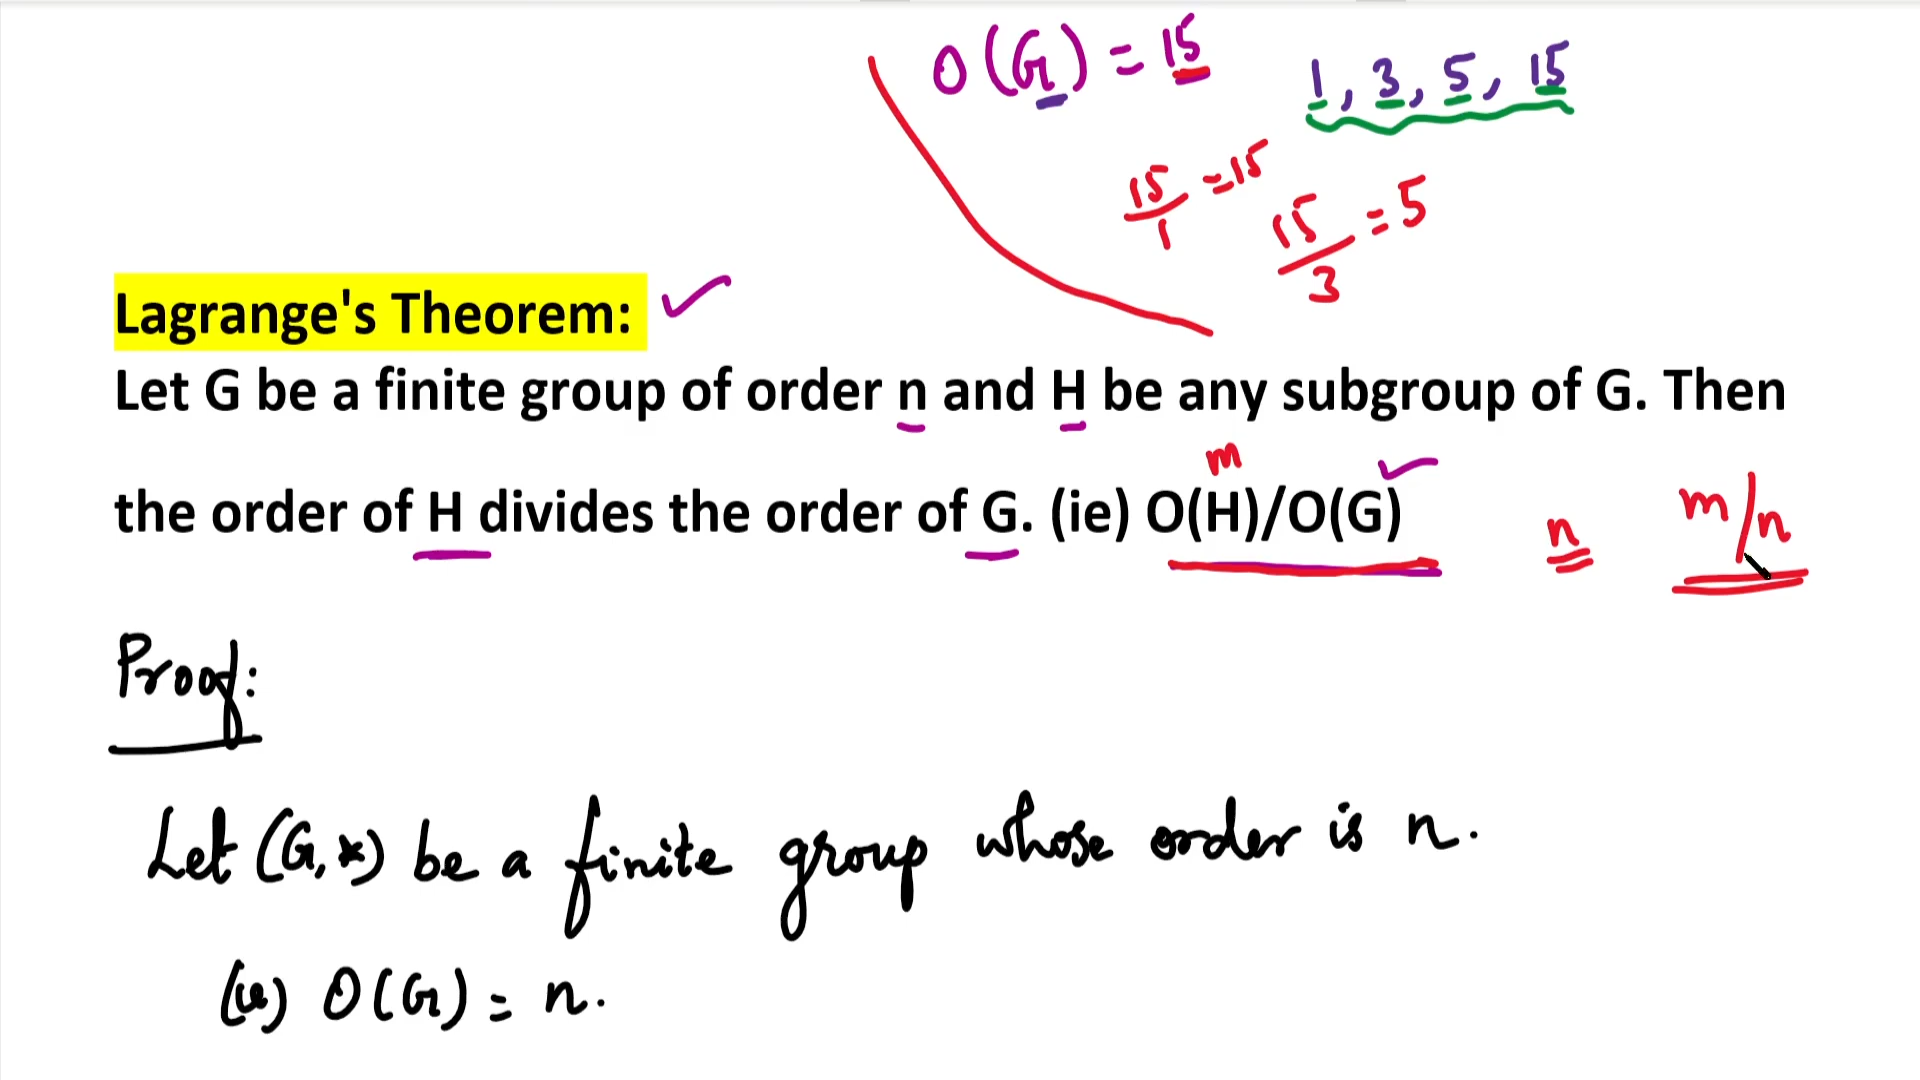 O(G) = 15
1, 3, 5, 15
15/1 = 15
15/3 = 5
Lagrange's Theorem:
Let G be a finite group of order n and H be any subgroup of G. Then
m
the order of H divides the order of G. (ie) O(H)/O(G) n m/n
Proof:
Let (G, *) be a finite group whose order is n.
(ie) O(G) = n.